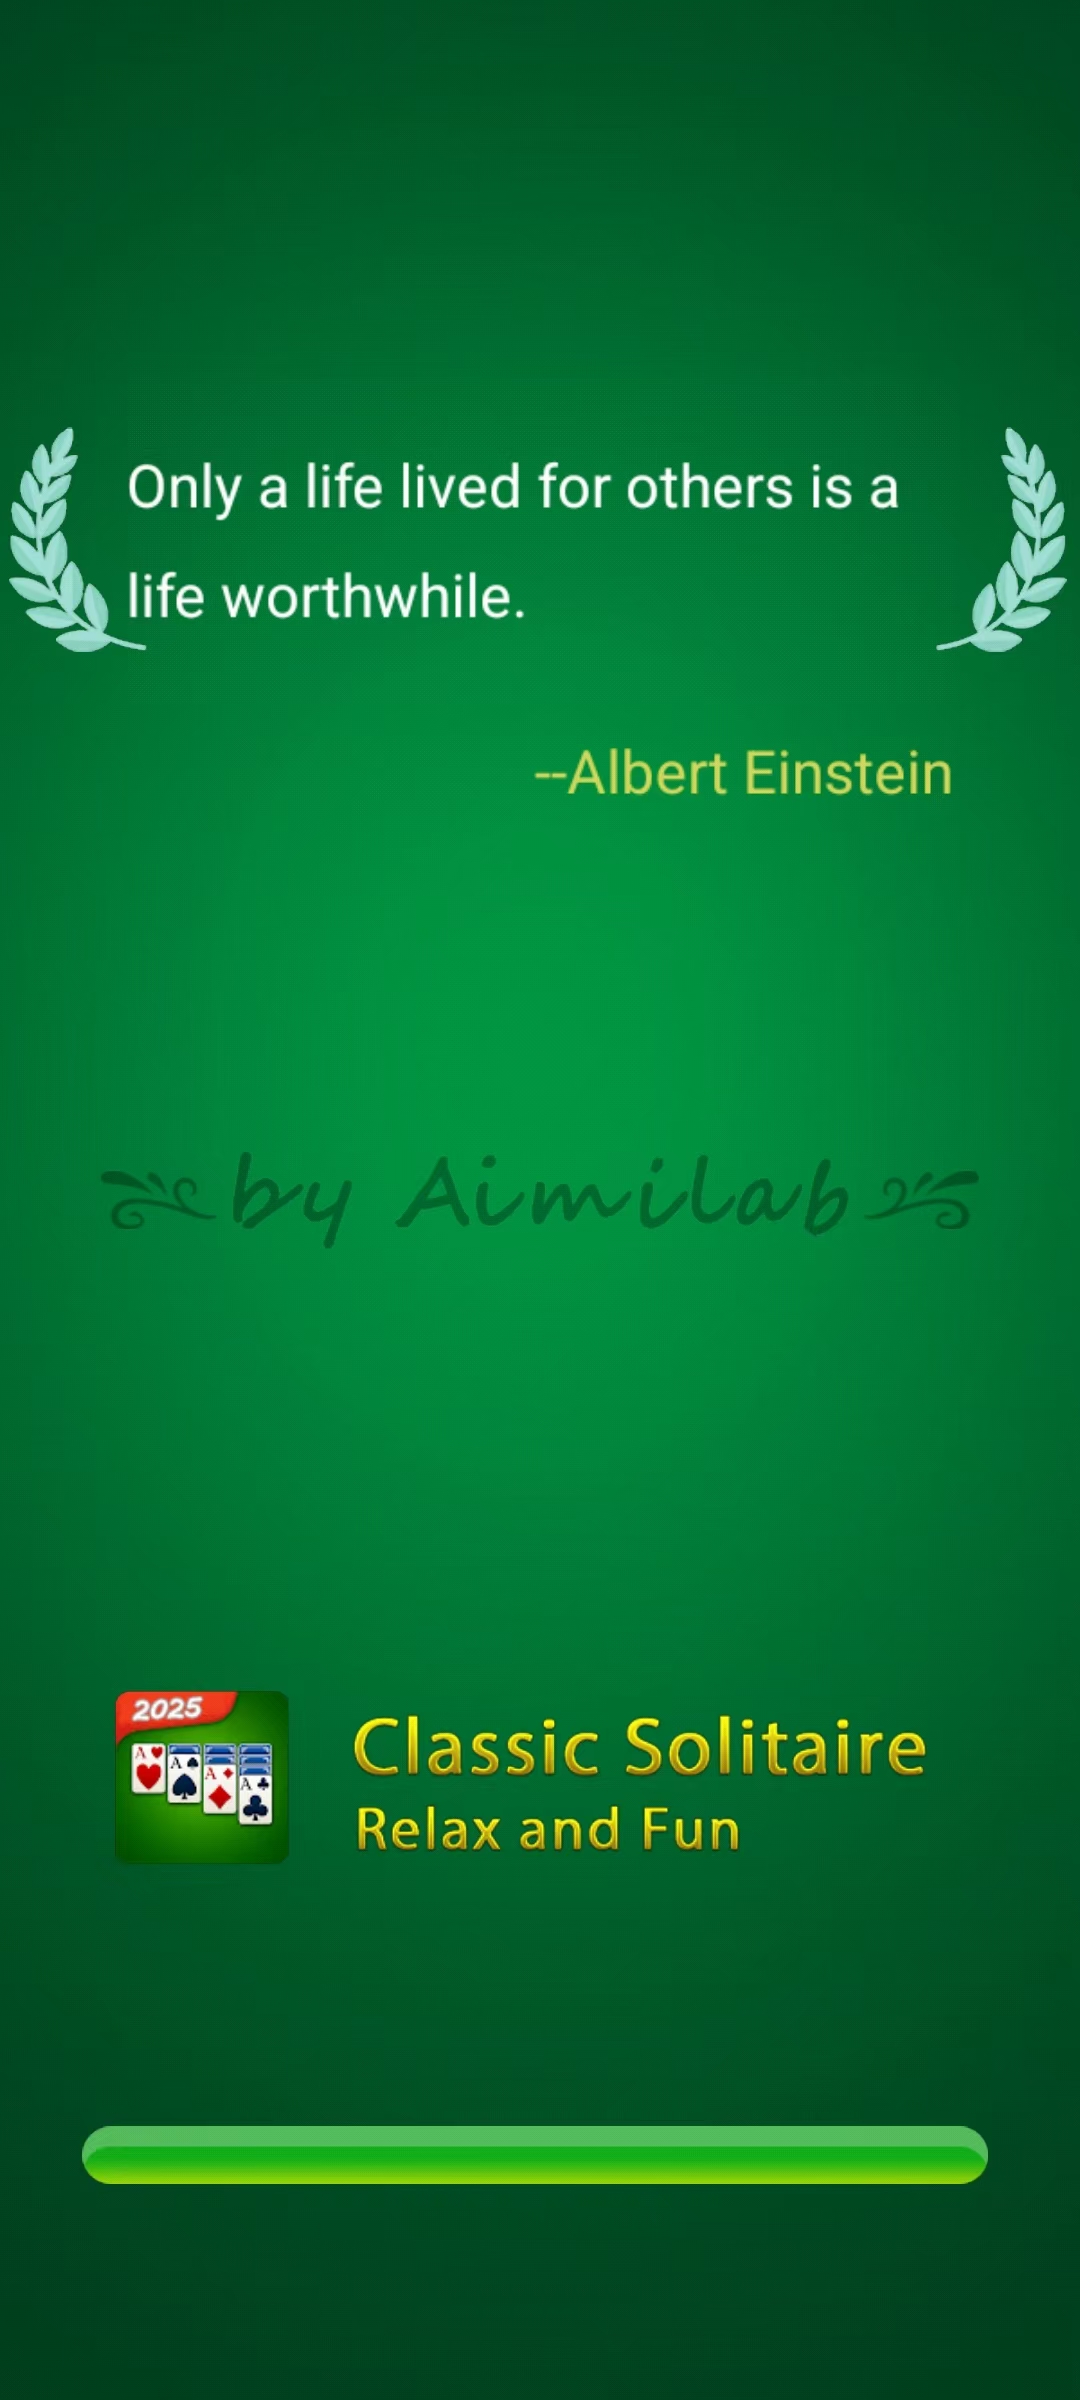 Only a life lived for others is a
life worthwhile.
--Albert Einstein
by Aimilab
2025
Classic Solitaire
Relax and Fun
A
A
A
A